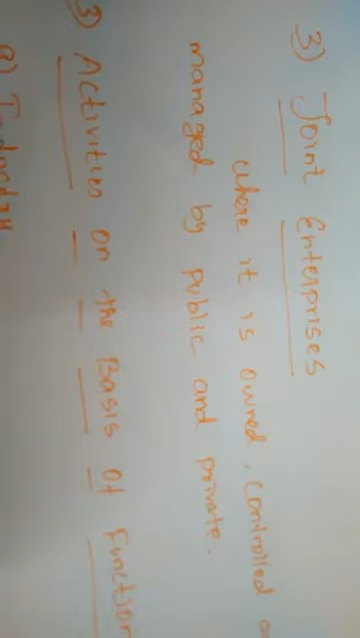 3) Joint Enterprises
where it is owned, controlled
managed by public and private.
3) Activities on the Basis of Function
a)